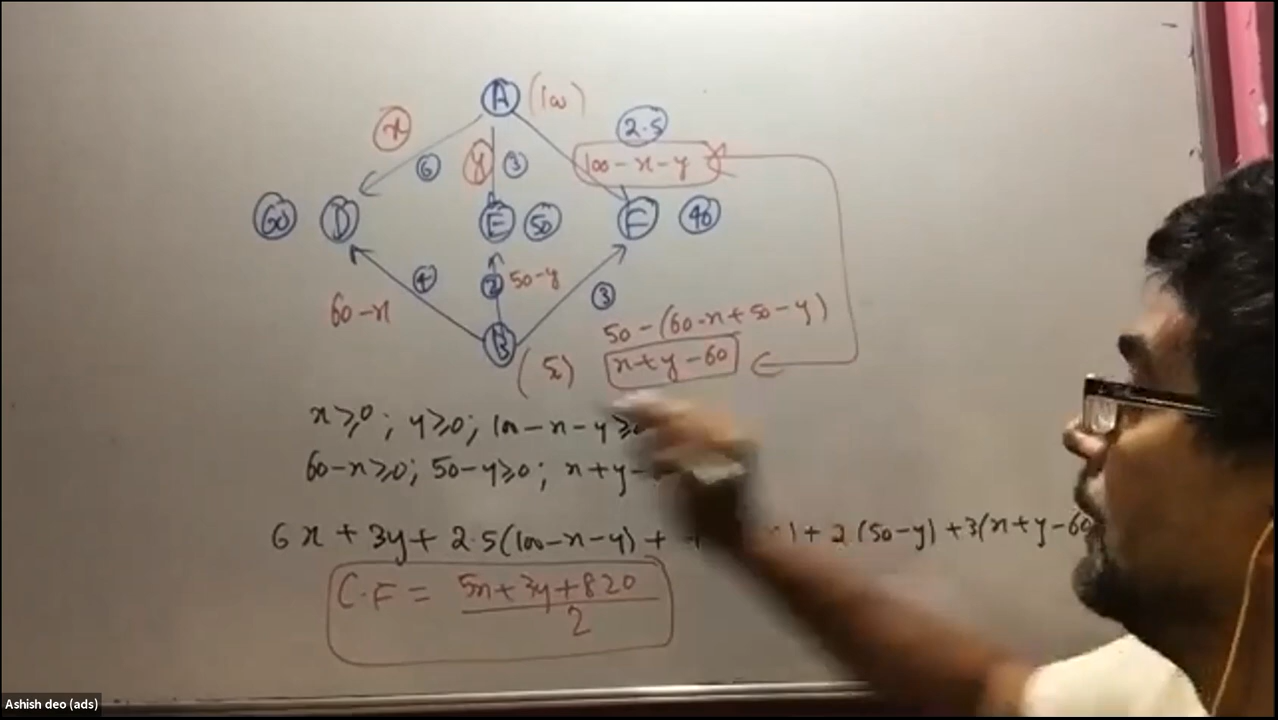 A (100)
x 2.5
6 y 3 100-x-y
60 D E 50 F 40
4 2 50-y 3
60-x
50-(60-x+50-y)
B x+y-60
x≥0; y≥0; 100-x-y≥0
60-x≥0; 50-y≥0; x+y-
6x + 3y + 2.5(100-x-y) + ) + 2(50-y) + 3(x+y-60
C.F = 5x+3y+820
2
Ashish deo (ads)